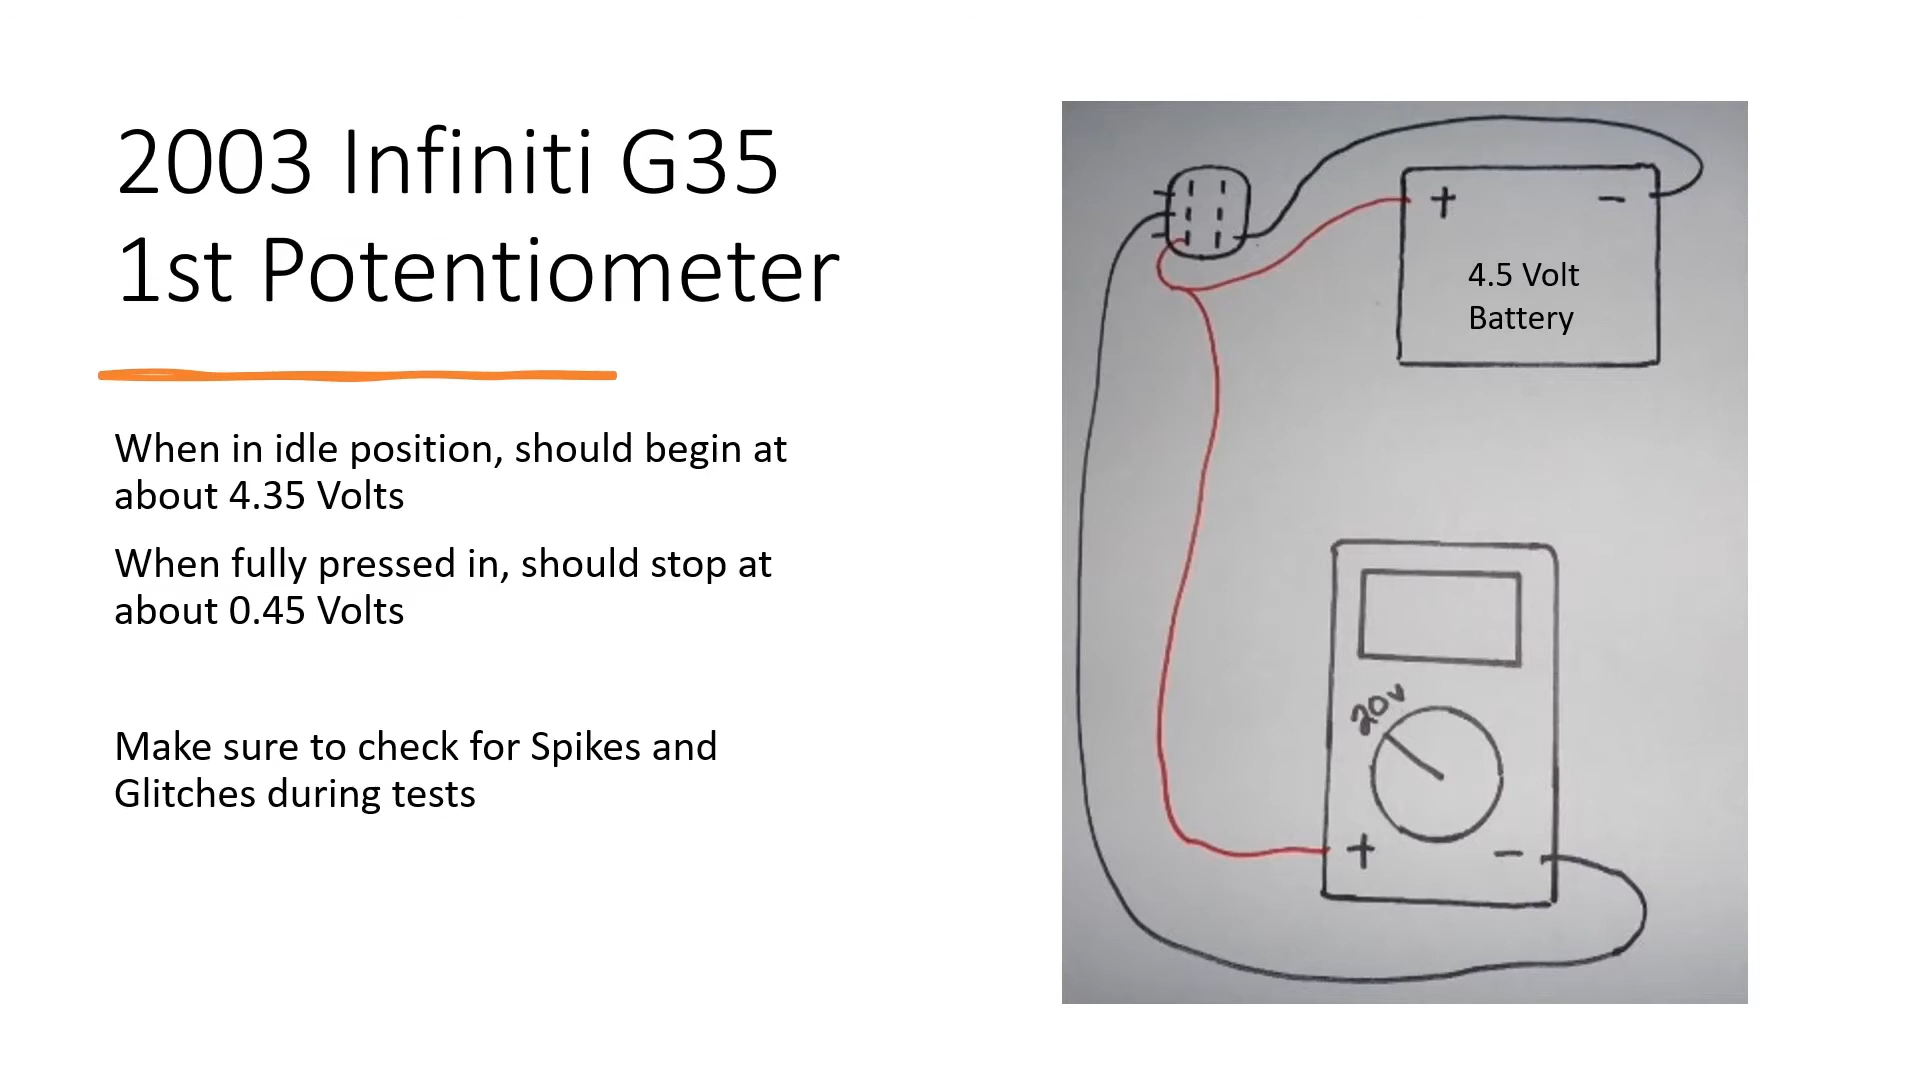 2003 Infiniti G35
1st Potentiometer
When in idle position, should begin at
about 4.35 Volts
When fully pressed in, should stop at
about 0.45 Volts
Make sure to check for Spikes and
Glitches during tests
+ −
4.5 Volt
Battery
20v
+ −